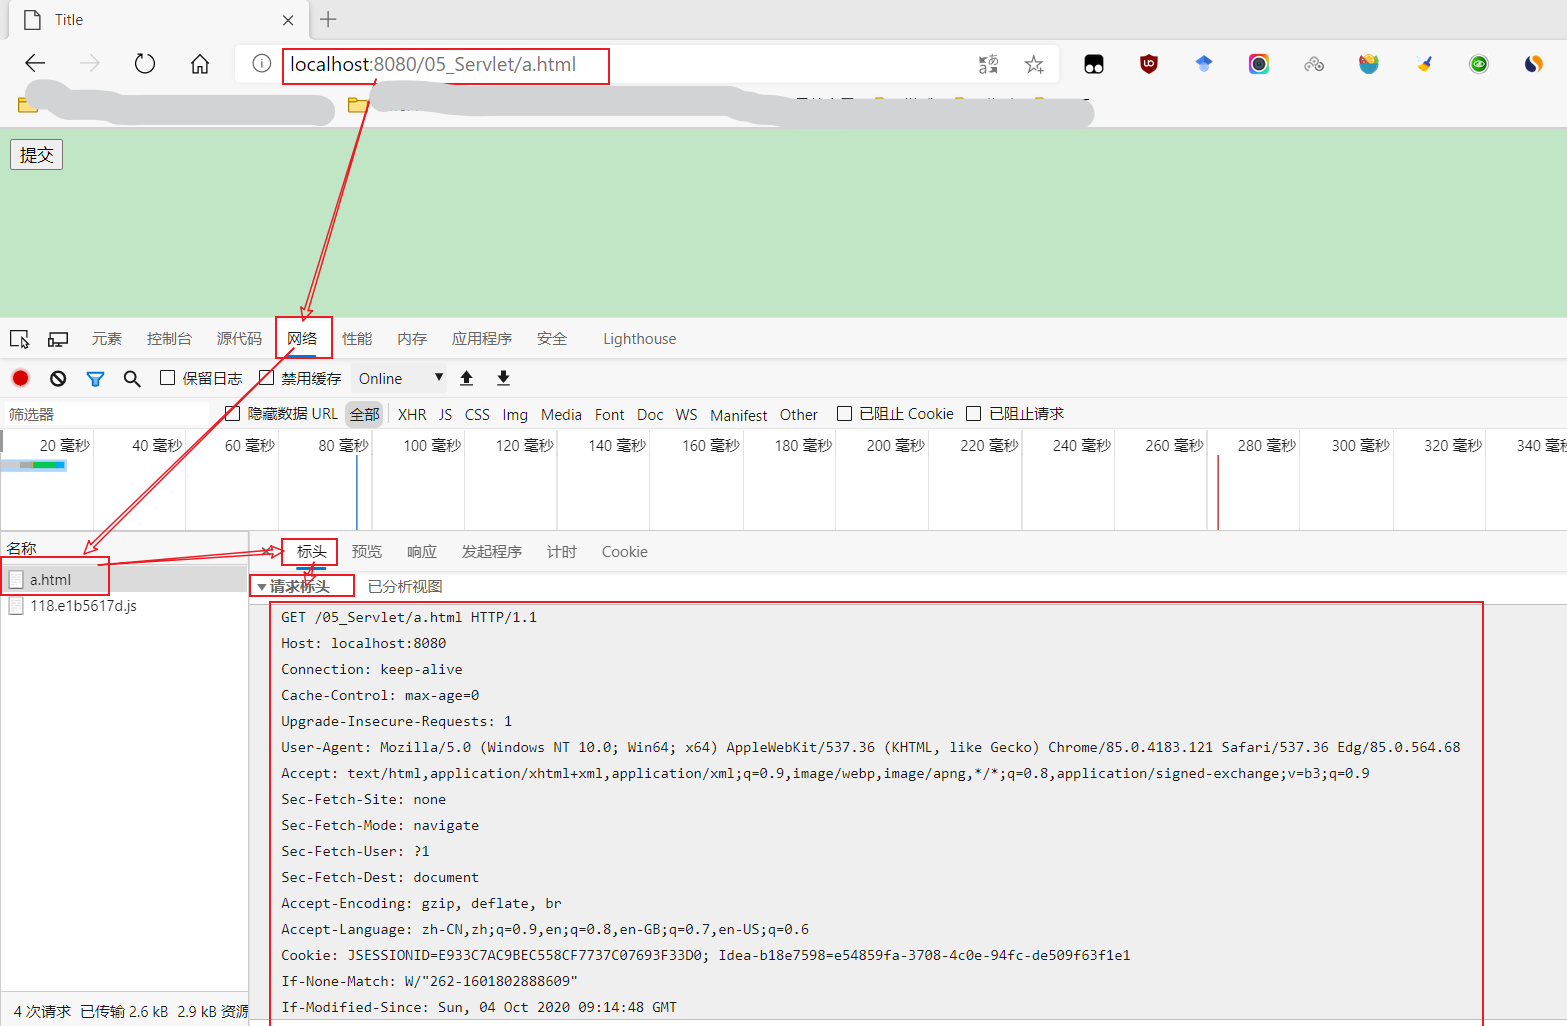 Title
localhost:8080/05_Servlet/a.html
提交
元素 控制台 源代码 网络 性能 内存 应用程序 安全 Lighthouse
保留日志 禁用缓存 Online
筛选器 隐藏数据 URL 全部 XHR JS CSS Img Media Font Doc WS Manifest Other 已阻止 Cookie 已阻止请求
20 毫秒 40 毫秒 60 毫秒 80 毫秒 100 毫秒 120 毫秒 140 毫秒 160 毫秒 180 毫秒 200 毫秒 220 毫秒 240 毫秒 260 毫秒 280 毫秒 300 毫秒 320 毫秒 340 毫秒
名称
a.html
118.e1b5617d.js
标头 预览 响应 发起程序 计时 Cookie
请求标头 已分析视图
GET /05_Servlet/a.html HTTP/1.1
Host: localhost:8080
Connection: keep-alive
Cache-Control: max-age=0
Upgrade-Insecure-Requests: 1
User-Agent: Mozilla/5.0 (Windows NT 10.0; Win64; x64) AppleWebKit/537.36 (KHTML, like Gecko) Chrome/85.0.4183.121 Safari/537.36 Edg/85.0.564.68
Accept: text/html,application/xhtml+xml,application/xml;q=0.9,image/webp,image/apng,*/*;q=0.8,application/signed-exchange;v=b3;q=0.9
Sec-Fetch-Site: none
Sec-Fetch-Mode: navigate
Sec-Fetch-User: ?1
Sec-Fetch-Dest: document
Accept-Encoding: gzip, deflate, br
Accept-Language: zh-CN,zh;q=0.9,en;q=0.8,en-GB;q=0.7,en-US;q=0.6
Cookie: JSESSIONID=E933C7AC9BEC558CF7737C07693F33D0; Idea-b18e7598=e54859fa-3708-4c0e-94fc-de509f63f1e1
If-None-Match: W/"262-1601802888609"
If-Modified-Since: Sun, 04 Oct 2020 09:14:48 GMT
4 次请求 已传输 2.6 kB 2.9 kB 资源